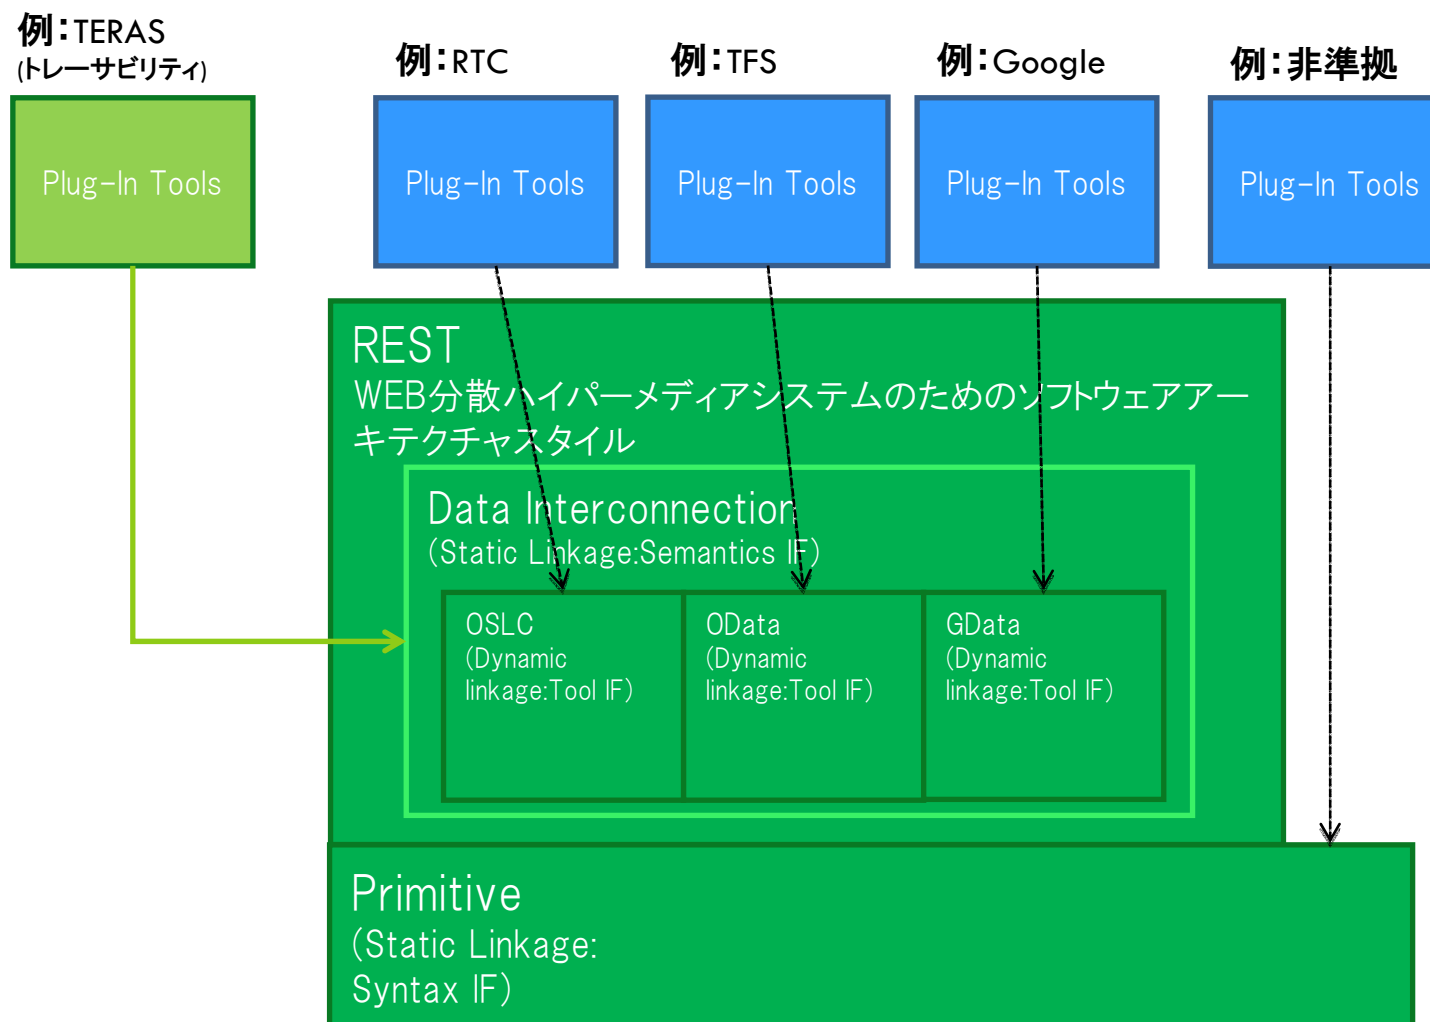 例：TERAS
(トレーサビリティ)
例：RTC
例：TFS
例：Google
例：非準拠
Plug-In Tools
Plug-In Tools
Plug-In Tools
Plug-In Tools
Plug-In Tools
REST
WEB分散ハイパーメディアシステムのためのソフトウェアアー
キテクチャスタイル
Data Interconnection
(Static Linkage:Semantics IF)
OSLC
(Dynamic
linkage:Tool IF)
OData
(Dynamic
linkage:Tool IF)
GData
(Dynamic
linkage:Tool IF)
Primitive
(Static Linkage:
Syntax IF)